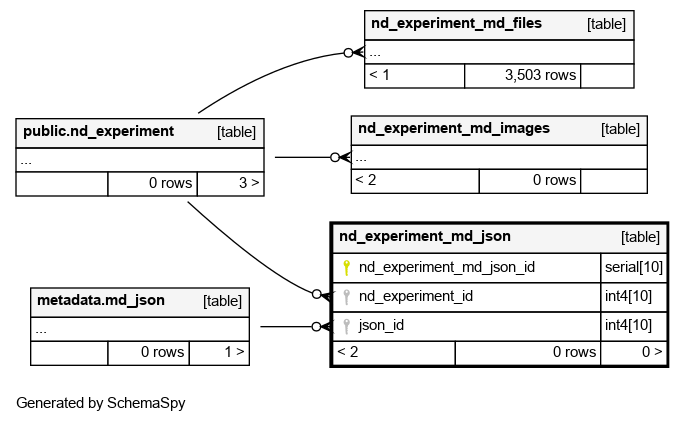 nd_experiment_md_files [table]
...
< 1 3,503 rows
public.nd_experiment [table]
...
0 rows 3 >
nd_experiment_md_images [table]
...
< 2 0 rows
nd_experiment_md_json [table]
nd_experiment_md_json_id serial[10]
nd_experiment_id int4[10]
json_id int4[10]
< 2 0 rows 0 >
metadata.md_json [table]
...
0 rows 1 >
Generated by SchemaSpy